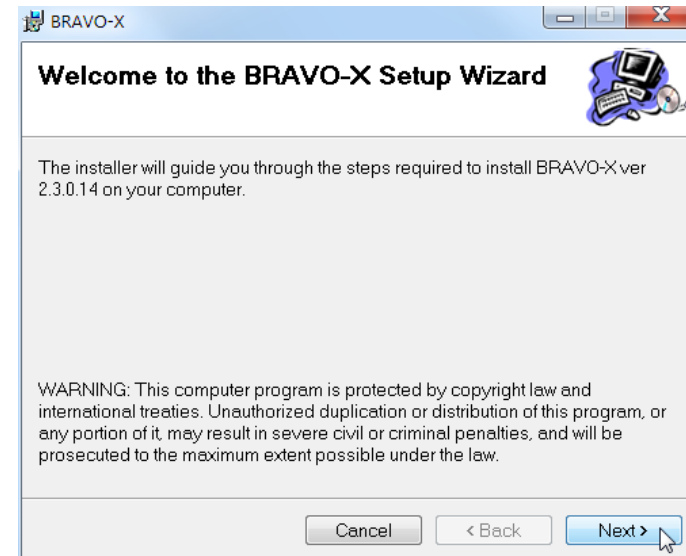 BRAVO-X
Welcome to the BRAVO-X Setup Wizard
The installer will guide you through the steps required to install BRAVO-X ver
2.3.0.14 on your computer.
WARNING: This computer program is protected by copyright law and
international treaties. Unauthorized duplication or distribution of this program, or
any portion of it, may result in severe civil or criminal penalties, and will be
prosecuted to the maximum extent possible under the law.
Cancel < Back Next >